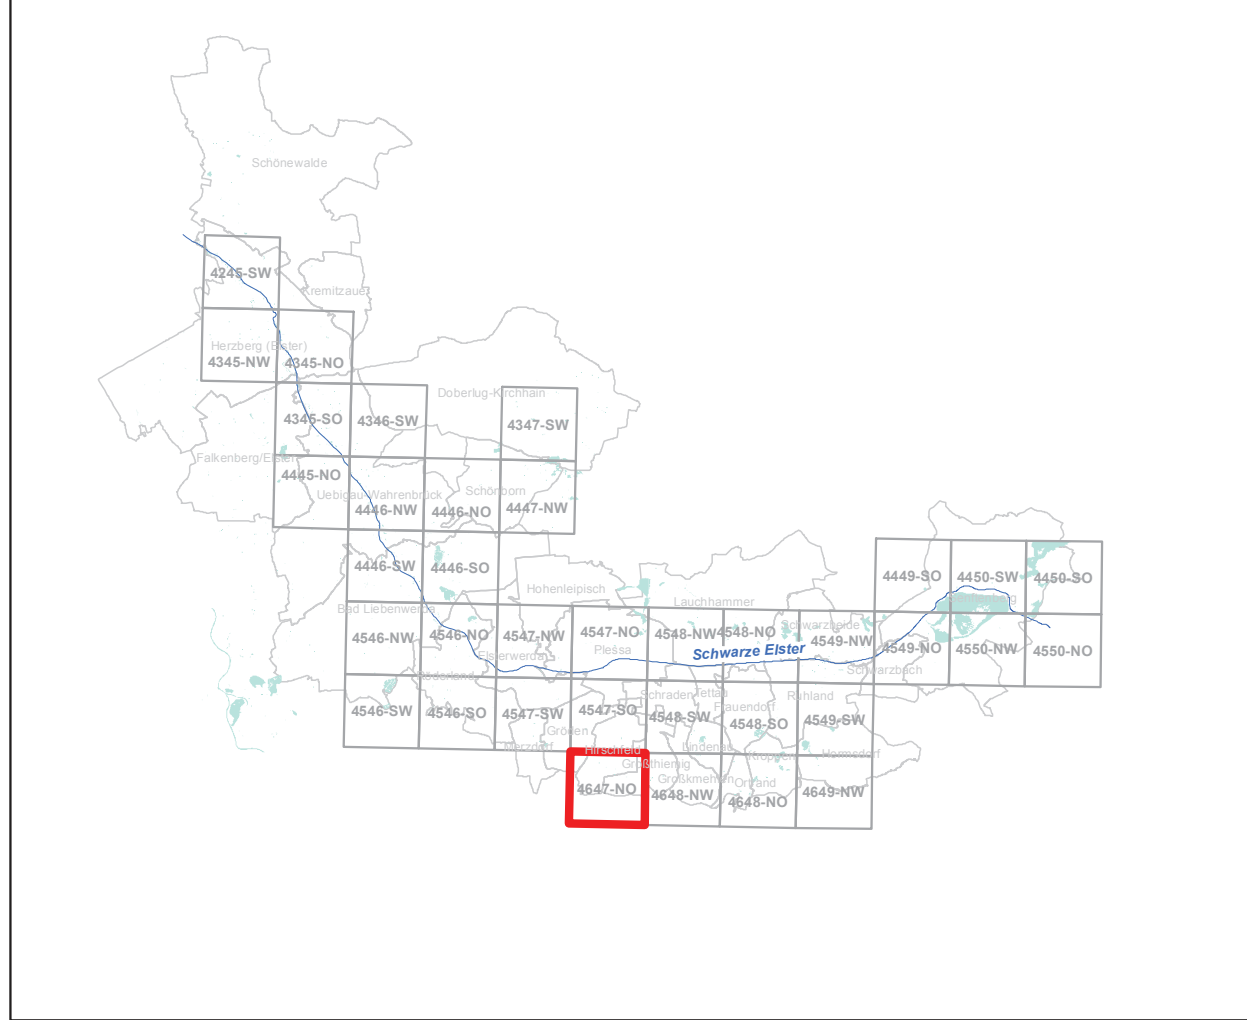 Schönewalde
4245-SW
Kremitzaue
Herzberg (Elster)
4345-NW
4345-NO
Doberlug-Kirchhain
4345-SO
4346-SW
4347-SW
Falkenberg/Elster
4445-NO
Uebigau-Wahrenbrück
Schönborn
4446-NW
4446-NO
4447-NW
4446-SW
4446-SO
4449-SO
4450-SW
4450-SO
Hohenleipisch
Lauchhammer
Bad Liebenwerda
4546-NW
4546-NO
4547-NW
4547-NO
4548-NW
4548-NO
Schwarzheide
4549-NW
4549-NO
4550-NW
4550-NO
Plessa
Schwarze Elster
Elsterwerda
Schwarzbach
Röderland
4546-SW
4546-SO
4547-SW
4547-SO
Schraden
Tettau
Ruhland
4548-SW
Frauendorf
4548-SO
4549-SW
Gröden
Merzdorf
Hirschfeld
Lindenau
Kroppen
Hermsdorf
Großthiemig
Großkmehlen
Ortrand
4647-NO
4648-NW
4648-NO
4649-NW